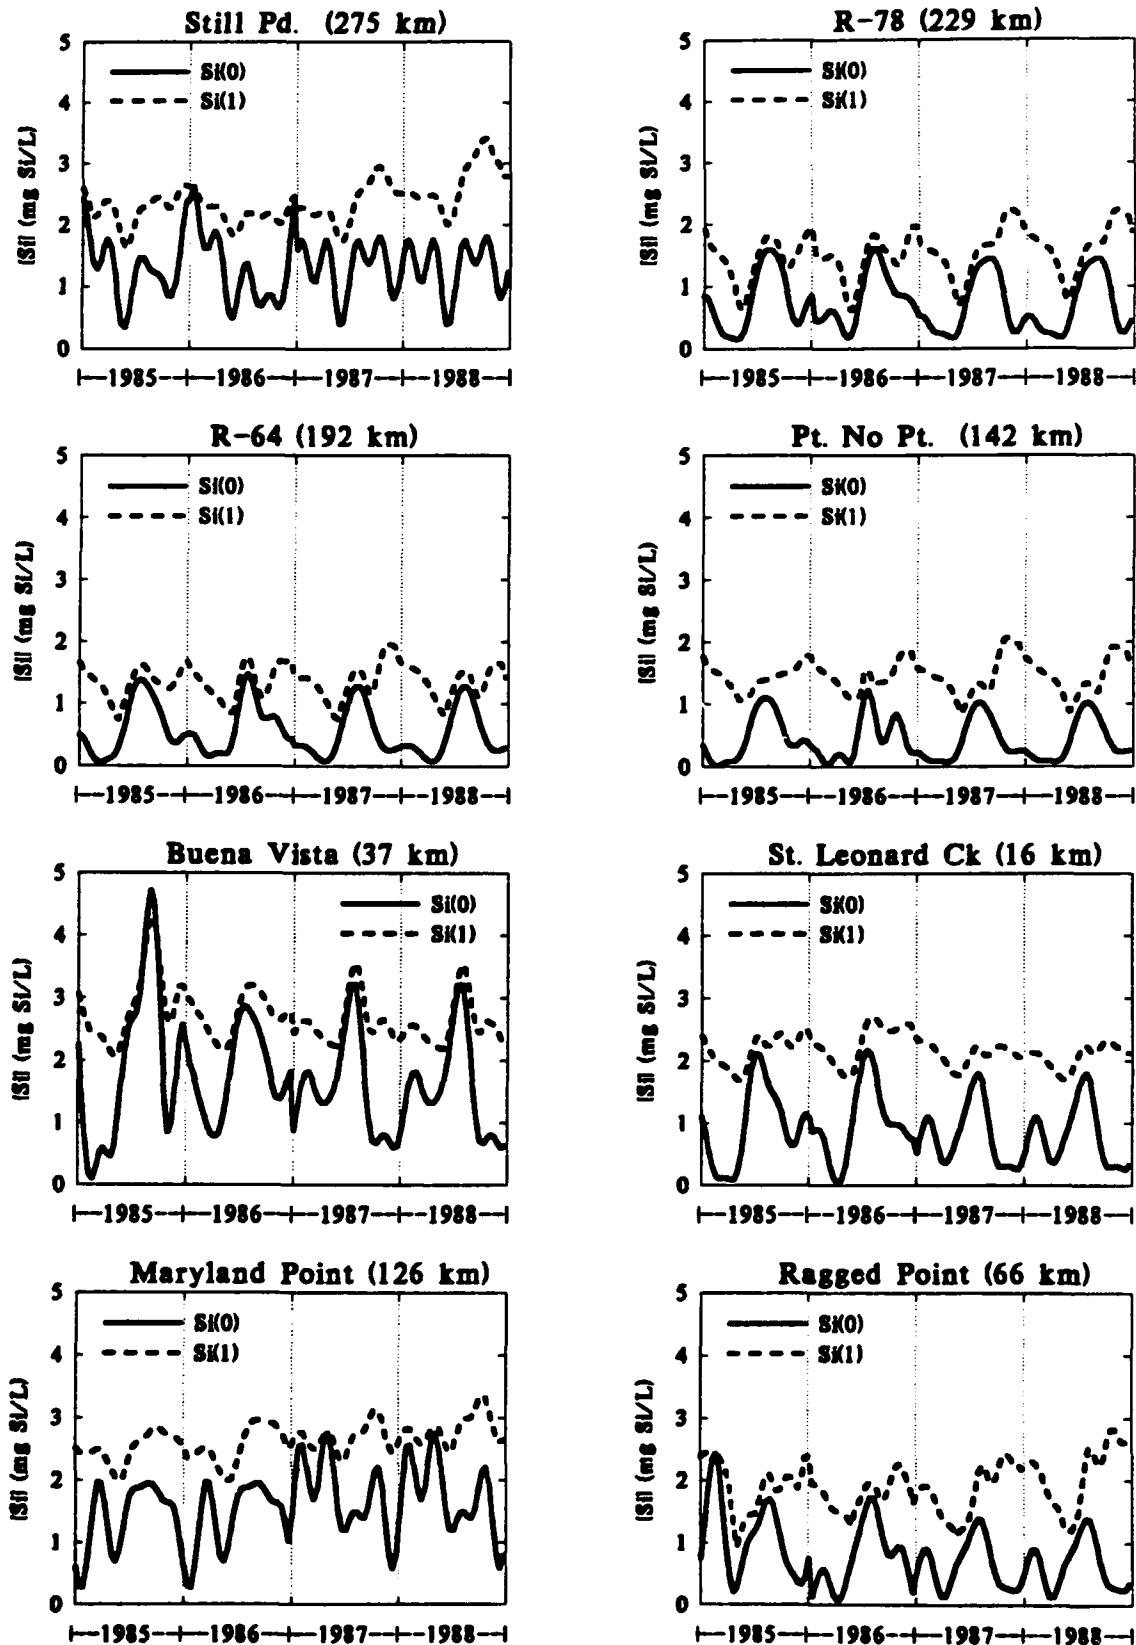 Still Pd. (275 km)
5
4
3
2
1
0
[Si] (mg Si/L)
Si(0)
Si(1)
1985
1986
1987
1988
R-78 (229 km)
5
4
3
2
1
0
[Si] (mg Si/L)
Si(0)
Si(1)
1985
1986
1987
1988
R-64 (192 km)
5
4
3
2
1
0
[Si] (mg Si/L)
Si(0)
Si(1)
1985
1986
1987
1988
Pt. No Pt. (142 km)
5
4
3
2
1
0
[Si] (mg Si/L)
Si(0)
Si(1)
1985
1986
1987
1988
Buena Vista (37 km)
5
4
3
2
1
0
[Si] (mg Si/L)
Si(0)
Si(1)
1985
1986
1987
1988
St. Leonard Ck (16 km)
5
4
3
2
1
0
[Si] (mg Si/L)
Si(0)
Si(1)
1985
1986
1987
1988
Maryland Point (126 km)
5
4
3
2
1
0
[Si] (mg Si/L)
Si(0)
Si(1)
1985
1986
1987
1988
Ragged Point (66 km)
5
4
3
2
1
0
[Si] (mg Si/L)
Si(0)
Si(1)
1985
1986
1987
1988